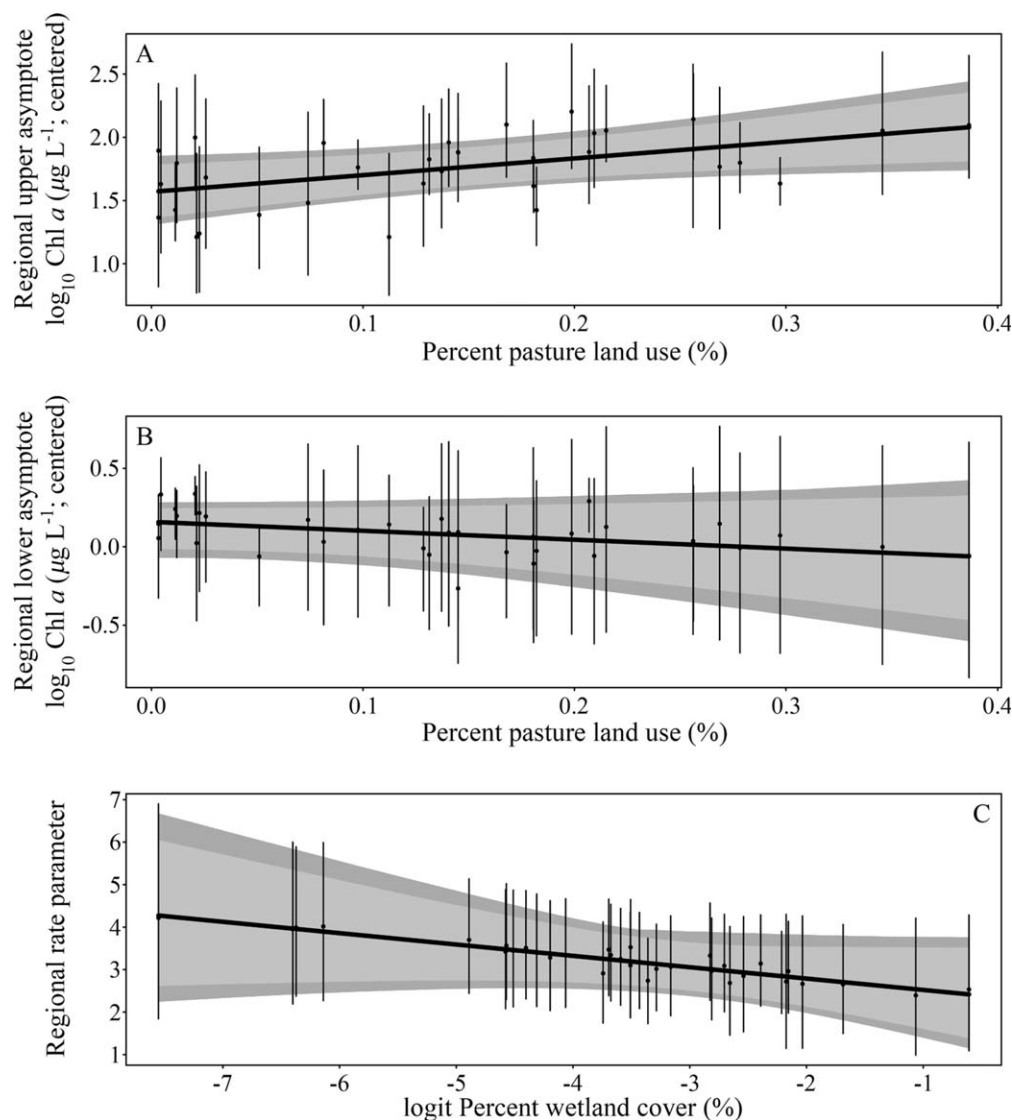 A
Regional upper asymptote
log10 Chl a (μg L-1; centered)
2.5
2.0
1.5
1.0
0.0 0.1 0.2 0.3 0.4
Percent pasture land use (%)
B
Regional lower asymptote
log10 Chl a (μg L-1; centered)
0.5
0.0
-0.5
0.0 0.1 0.2 0.3 0.4
Percent pasture land use (%)
C
Regional rate parameter
7
6
5
4
3
2
1
-7 -6 -5 -4 -3 -2 -1
logit Percent wetland cover (%)